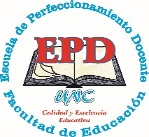 Escuela de Perfeccionamiento Docente
EPD
UNC
Calidad y Excelencia
Educativa
Facultad de Educación